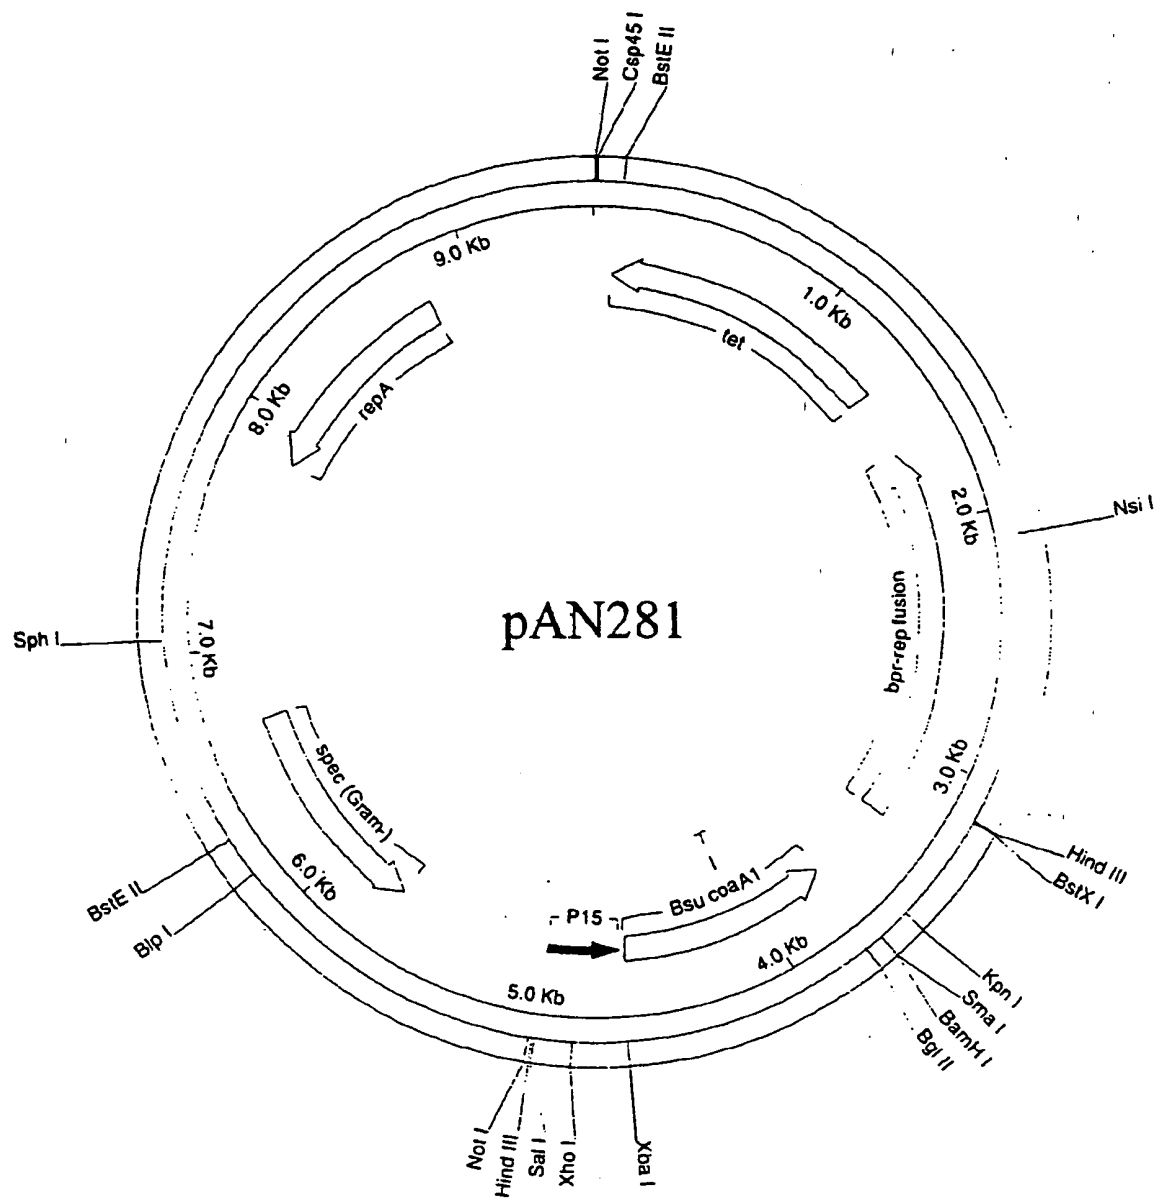 Not I
Csp45 I
BstE II
9.0 Kb
1.0 Kb
tet
repA
8.0 Kb
2.0 Kb
Nsi I
bpr-rep fusion
pAN281
Sph I
7.0 Kb
spec (Gram-)
3.0 Kb
Hind III
BstX I
BstE II
6.0 Kb
Blp I
Bsu coaA1
P15
4.0 Kb
5.0 Kb
Kpn I
Sma I
BamH I
Bgl II
Not I
Hind III
Sal I
Xho I
Xba I